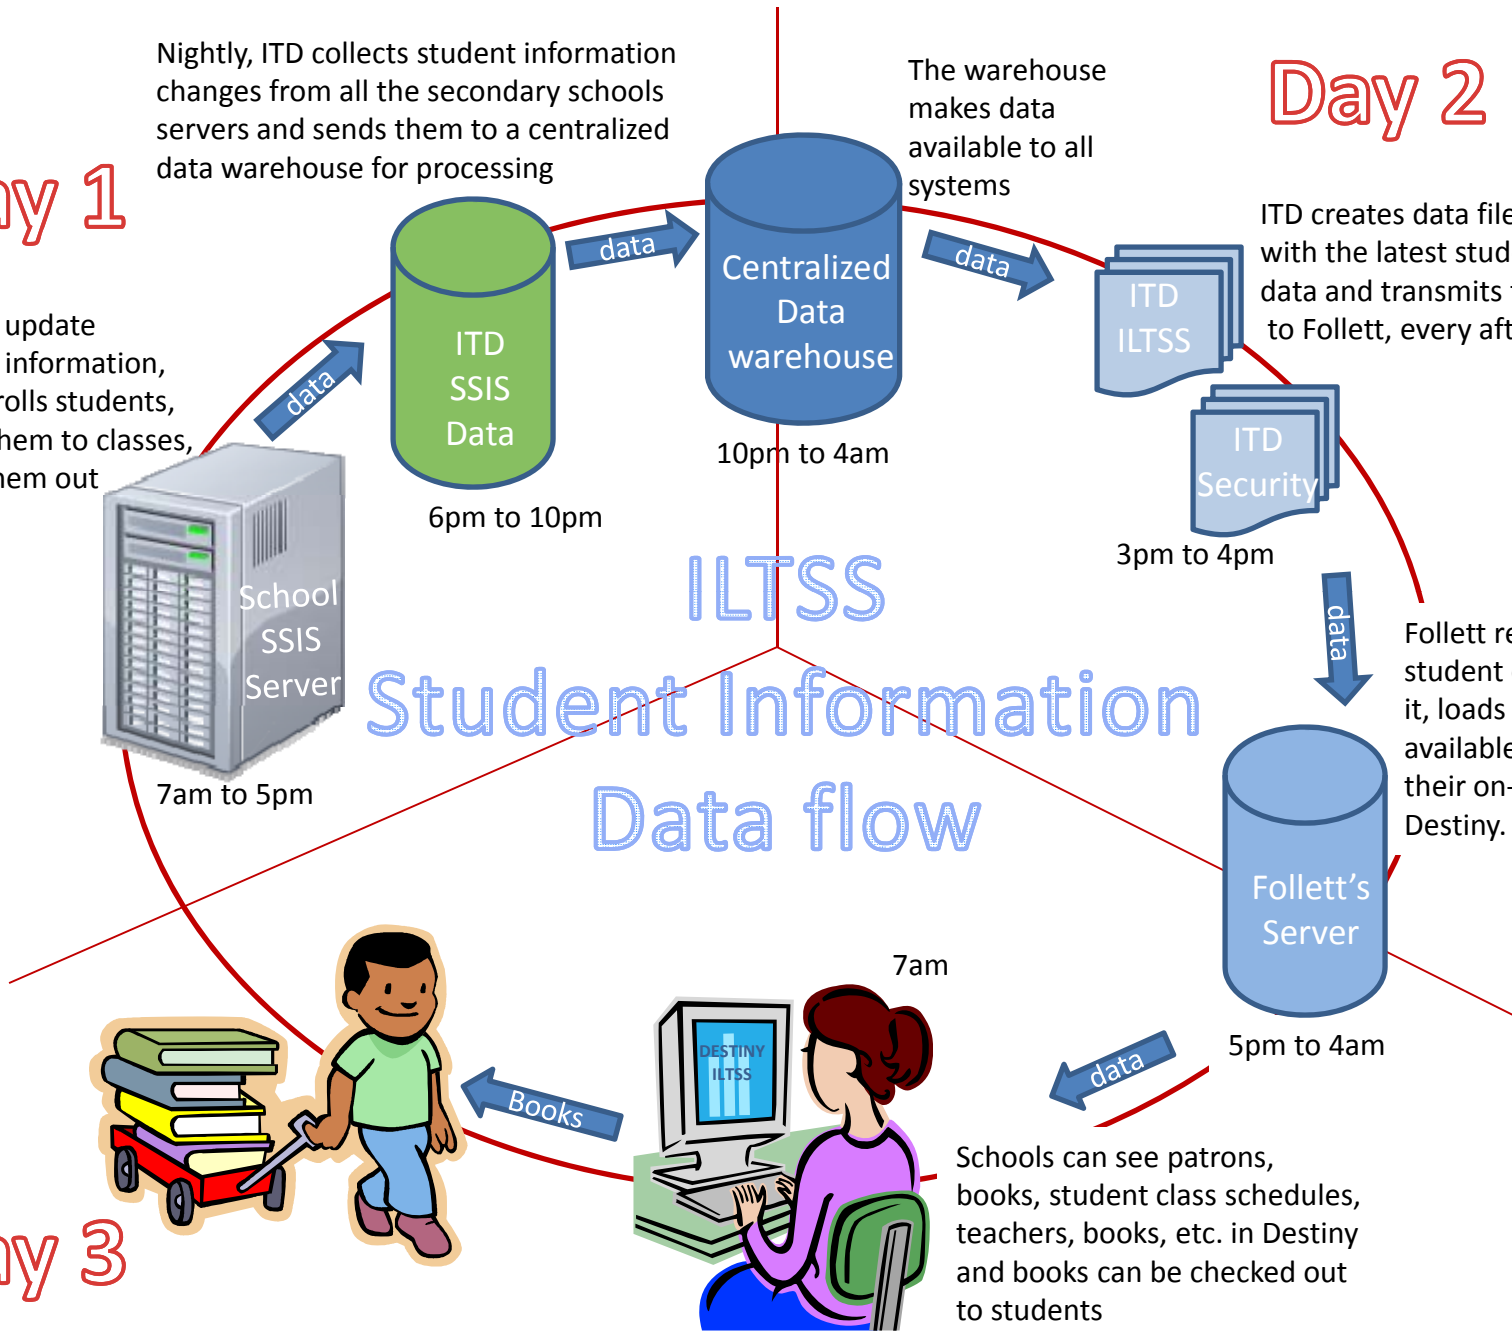 Nightly, ITD collects student information
changes from all the secondary schools
servers and sends them to a centralized
data warehouse for processing
The warehouse
makes data
available to all
systems
Day 2
ay 1
ITD creates data file
with the latest stud
data and transmits
to Follett, every aft
update
information,
rolls students,
hem to classes,
hem out
data
data
data
ITD
SSIS
Data
6pm to 10pm
Centralized
Data
warehouse
10pm to 4am
ITD
ILTSS
ITD
Security
3pm to 4pm
School
SSIS
Server
7am to 5pm
ILTSS
Student Information
Data flow
data
Follett re
student
it, loads
available
their on-
Destiny.
Follett's
Server
5pm to 4am
data
7am
DESTINY
ILTSS
Books
Schools can see patrons,
books, student class schedules,
teachers, books, etc. in Destiny
and books can be checked out
to students
ay 3